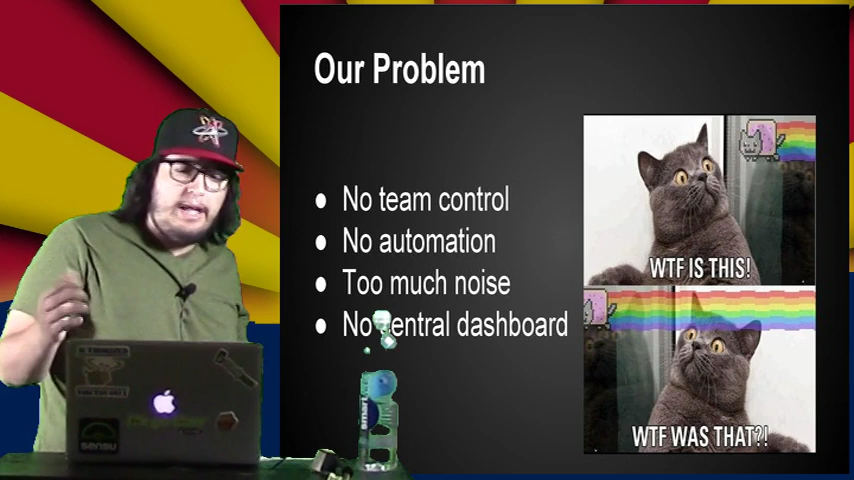 Our Problem
● No team control
● No automation
● Too much noise
● No central dashboard
WTF IS THIS!
WTF WAS THAT?!
sensu
smart